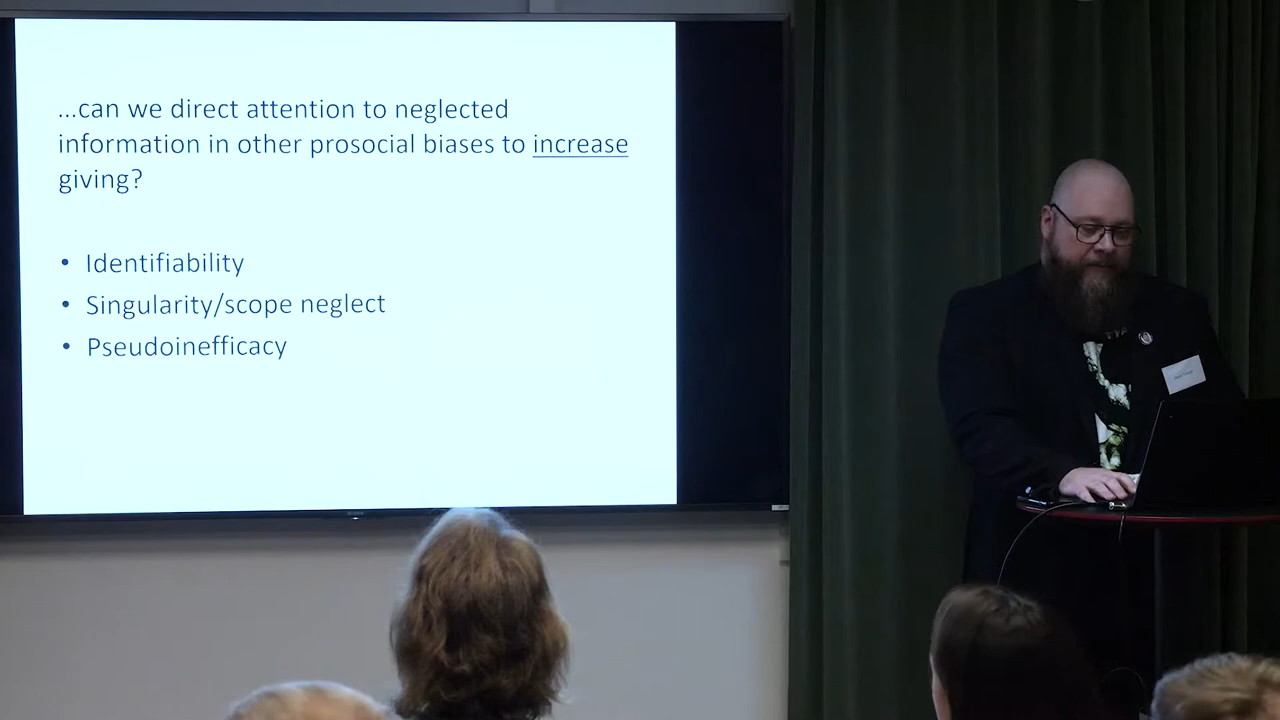 ...can we direct attention to neglected
information in other prosocial biases to increase
giving?
• Identifiability
• Singularity/scope neglect
• Pseudoinefficacy
SONY